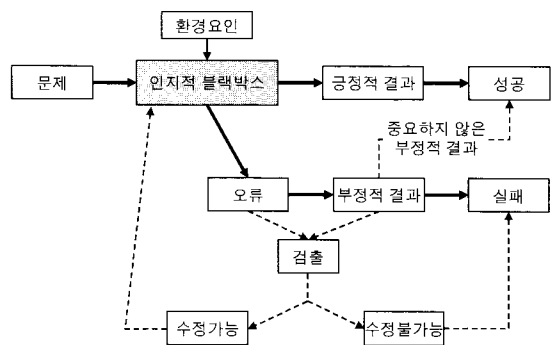 환경요인
문제
인지적 블랙박스
긍정적 결과
성공
중요하지 않은
부정적 결과
오류
부정적 결과
실패
검출
수정가능
수정불가능